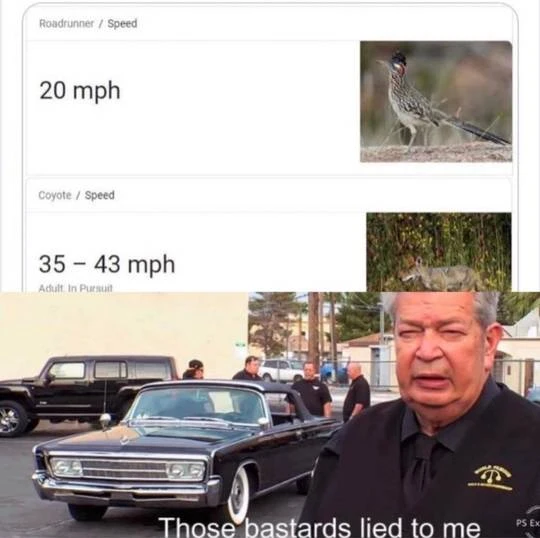 Roadrunner / Speed
20 mph
Coyote / Speed
35 – 43 mph
Adult, In Pursuit
Those bastards lied to me
PS Ex